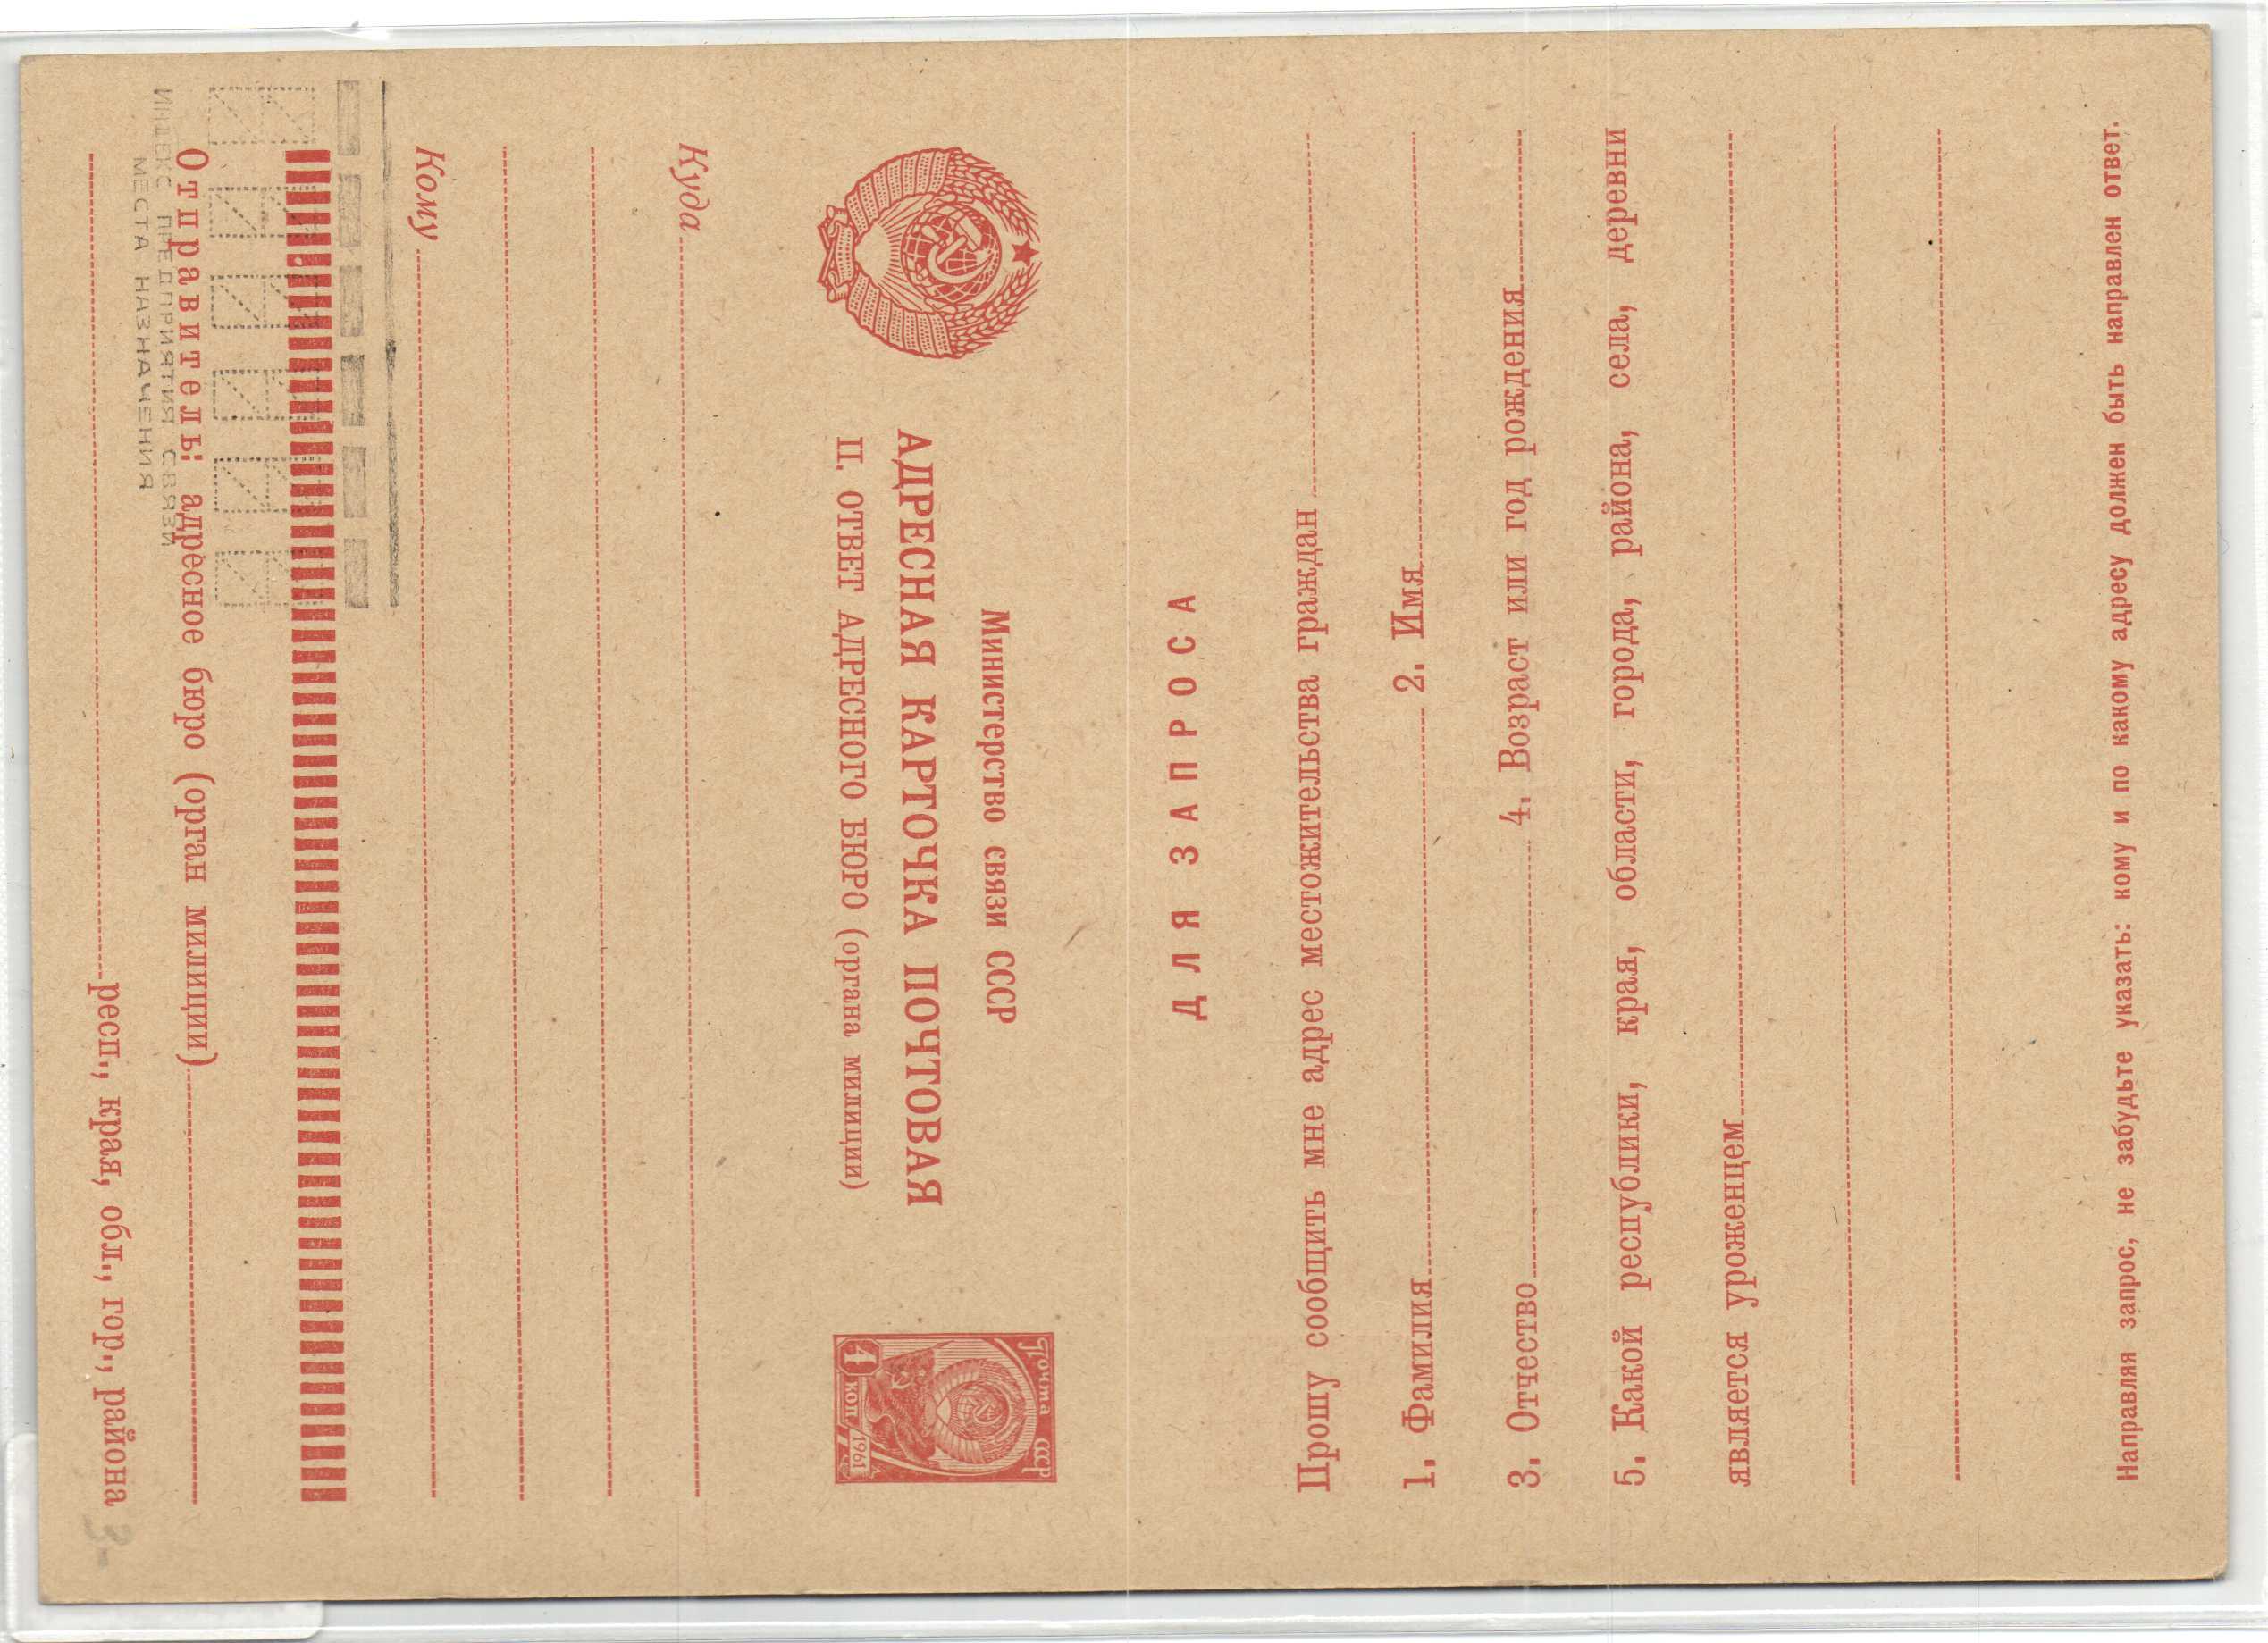 Министерство связи СССР
АДРЕСНАЯ КАРТОЧКА ПОЧТОВАЯ
II. ОТВЕТ АДРЕСНОГО БЮРО (органа милиции)
Почта СССР
1 КОП
1961
Куда
Кому
Отправитель: адресное бюро (орган милиции)
респ., края, обл., гор., района
ИНДЕКС ПРЕДПРИЯТИЯ СВЯЗИ
МЕСТА НАЗНАЧЕНИЯ
3-
ДЛЯ ЗАПРОСА
Прошу сообщить мне адрес местожительства граждан
1. Фамилия 2. Имя
3. Отчество 4. Возраст или год рождения
5. Какой республики, края, области, города, района, села, деревни
является уроженцем
Направляя запрос, не забудьте указать: кому и по какому адресу должен быть направлен ответ.